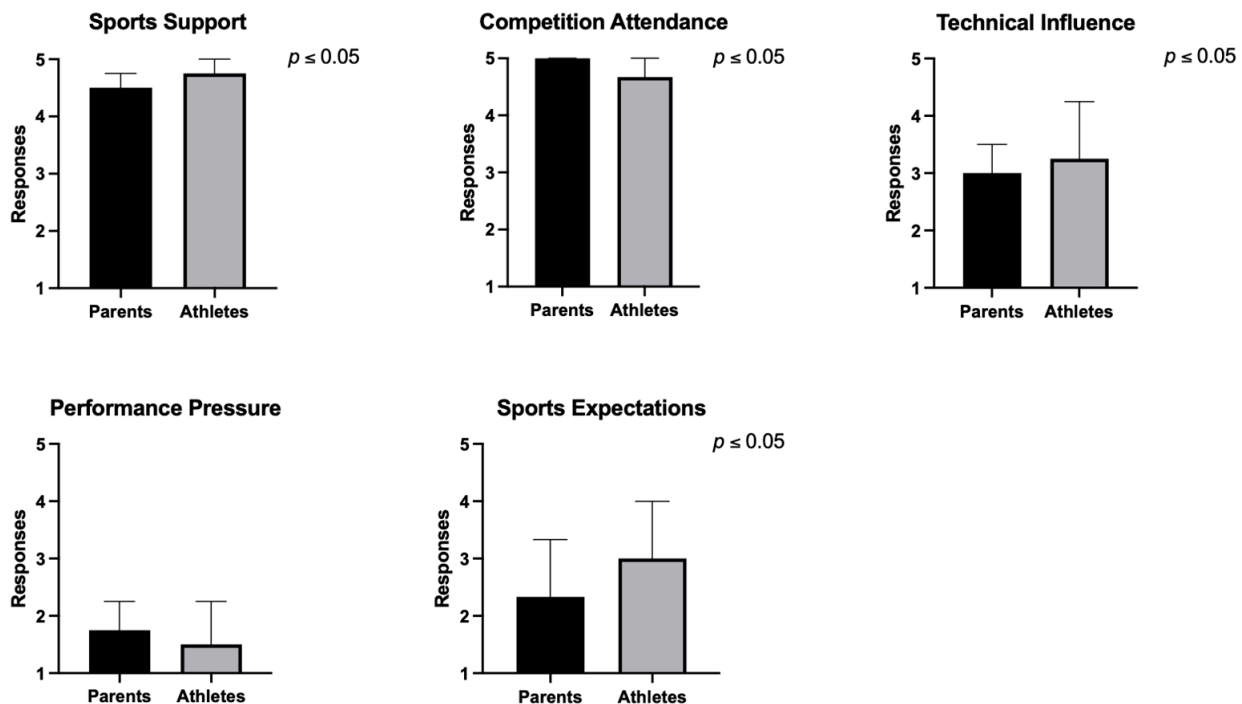 Sports Support
p ≤ 0.05
5
4
3
2
1
Responses
Parents Athletes
Competition Attendance
p ≤ 0.05
5
4
3
2
1
Responses
Parents Athletes
Technical Influence
p ≤ 0.05
5
4
3
2
1
Responses
Parents Athletes
Performance Pressure
5
4
3
2
1
Responses
Parents Athletes
Sports Expectations
p ≤ 0.05
5
4
3
2
1
Responses
Parents Athletes